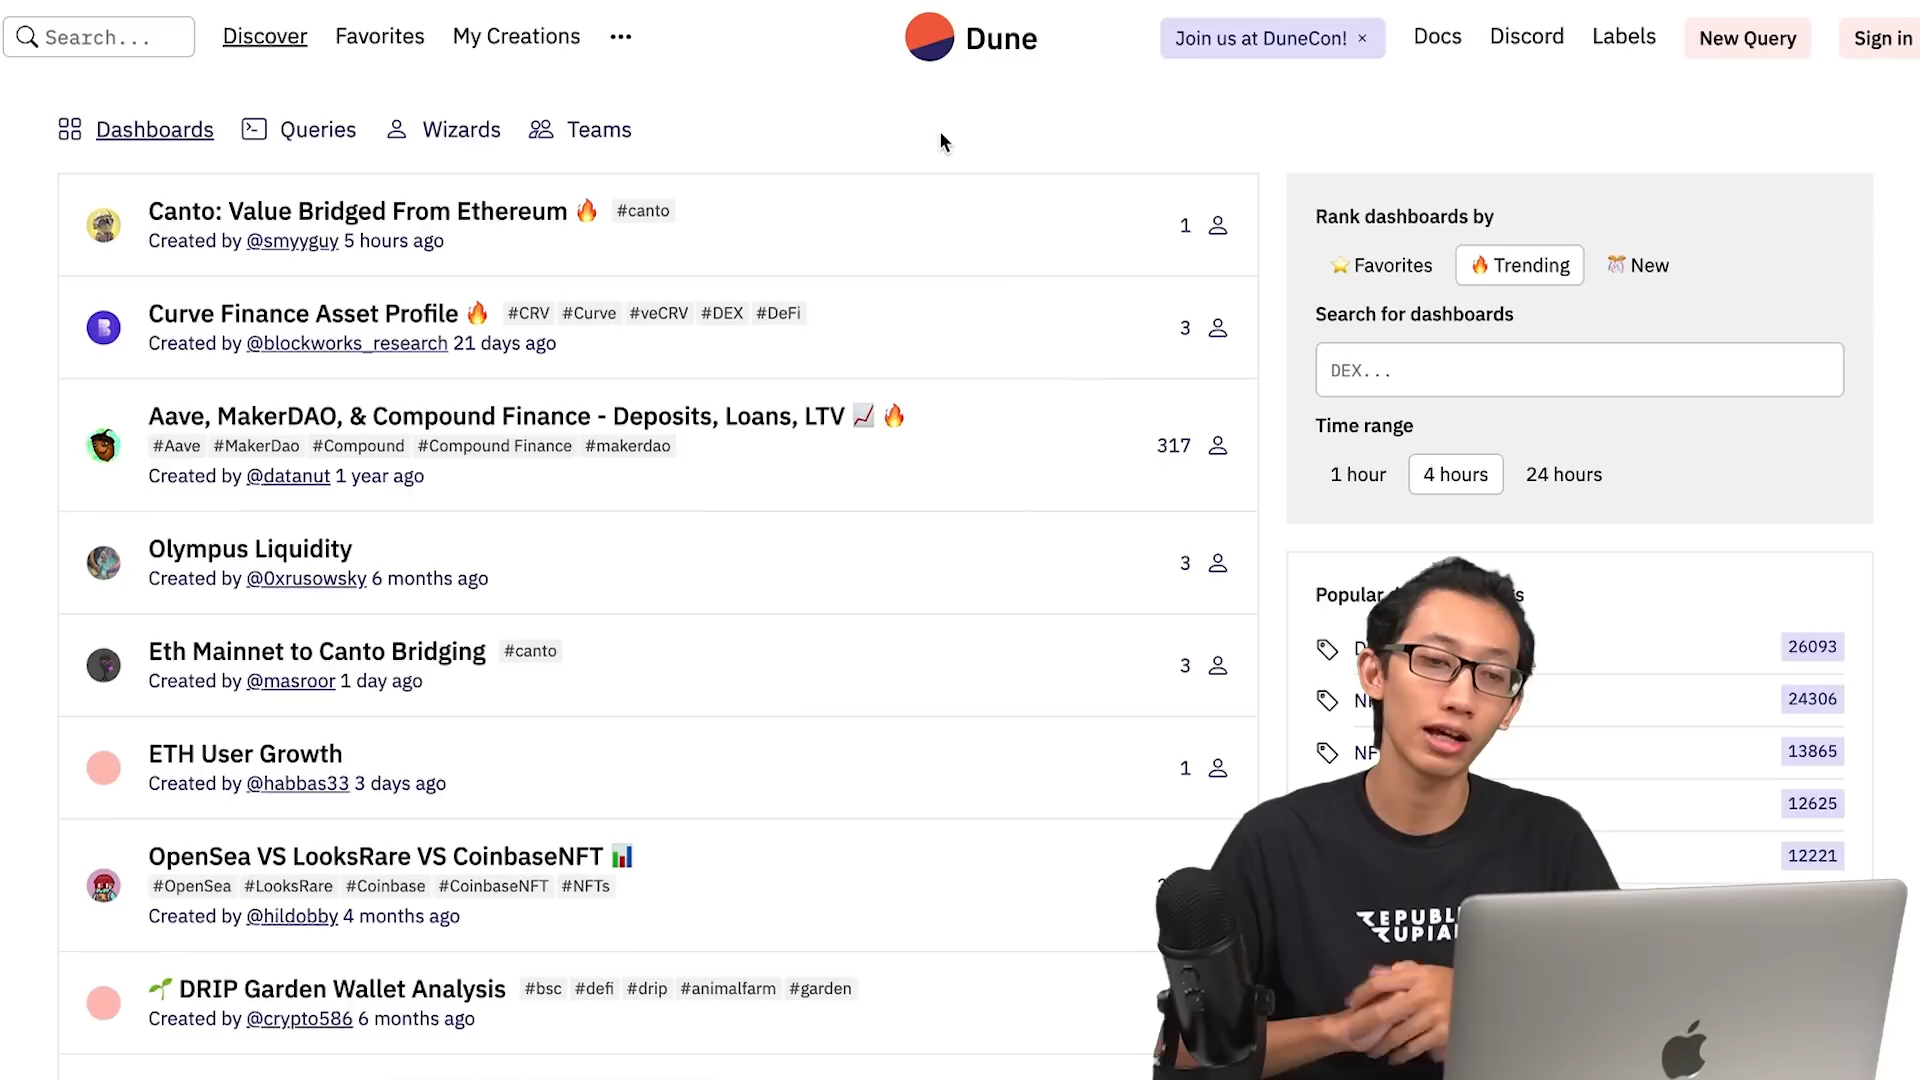 Search...
Discover
Favorites
My Creations
Dune
Join us at DuneCon! ×
Docs
Discord
Labels
New Query
Sign in
Dashboards
Queries
Wizards
Teams
Canto: Value Bridged From Ethereum 🔥 #canto
Created by @smyyguy 5 hours ago
1
Curve Finance Asset Profile 🔥 #CRV #Curve #veCRV #DEX #DeFi
Created by @blockworks_research 21 days ago
3
Aave, MakerDAO, & Compound Finance - Deposits, Loans, LTV 📈 🔥
#Aave #MakerDao #Compound #Compound Finance #makerdao
Created by @datanut 1 year ago
317
Olympus Liquidity
Created by @0xrusowsky 6 months ago
3
Eth Mainnet to Canto Bridging #canto
Created by @masroor 1 day ago
3
ETH User Growth
Created by @habbas33 3 days ago
1
OpenSea VS LooksRare VS CoinbaseNFT 📊
#OpenSea #LooksRare #Coinbase #CoinbaseNFT #NFTs
Created by @hildobby 4 months ago
🌱 DRIP Garden Wallet Analysis #bsc #defi #drip #animalfarm #garden
Created by @crypto586 6 months ago
Rank dashboards by
⭐ Favorites
🔥 Trending
🎊 New
Search for dashboards
DEX...
Time range
1 hour
4 hours
24 hours
Popular
26093
24306
13865
12625
12221